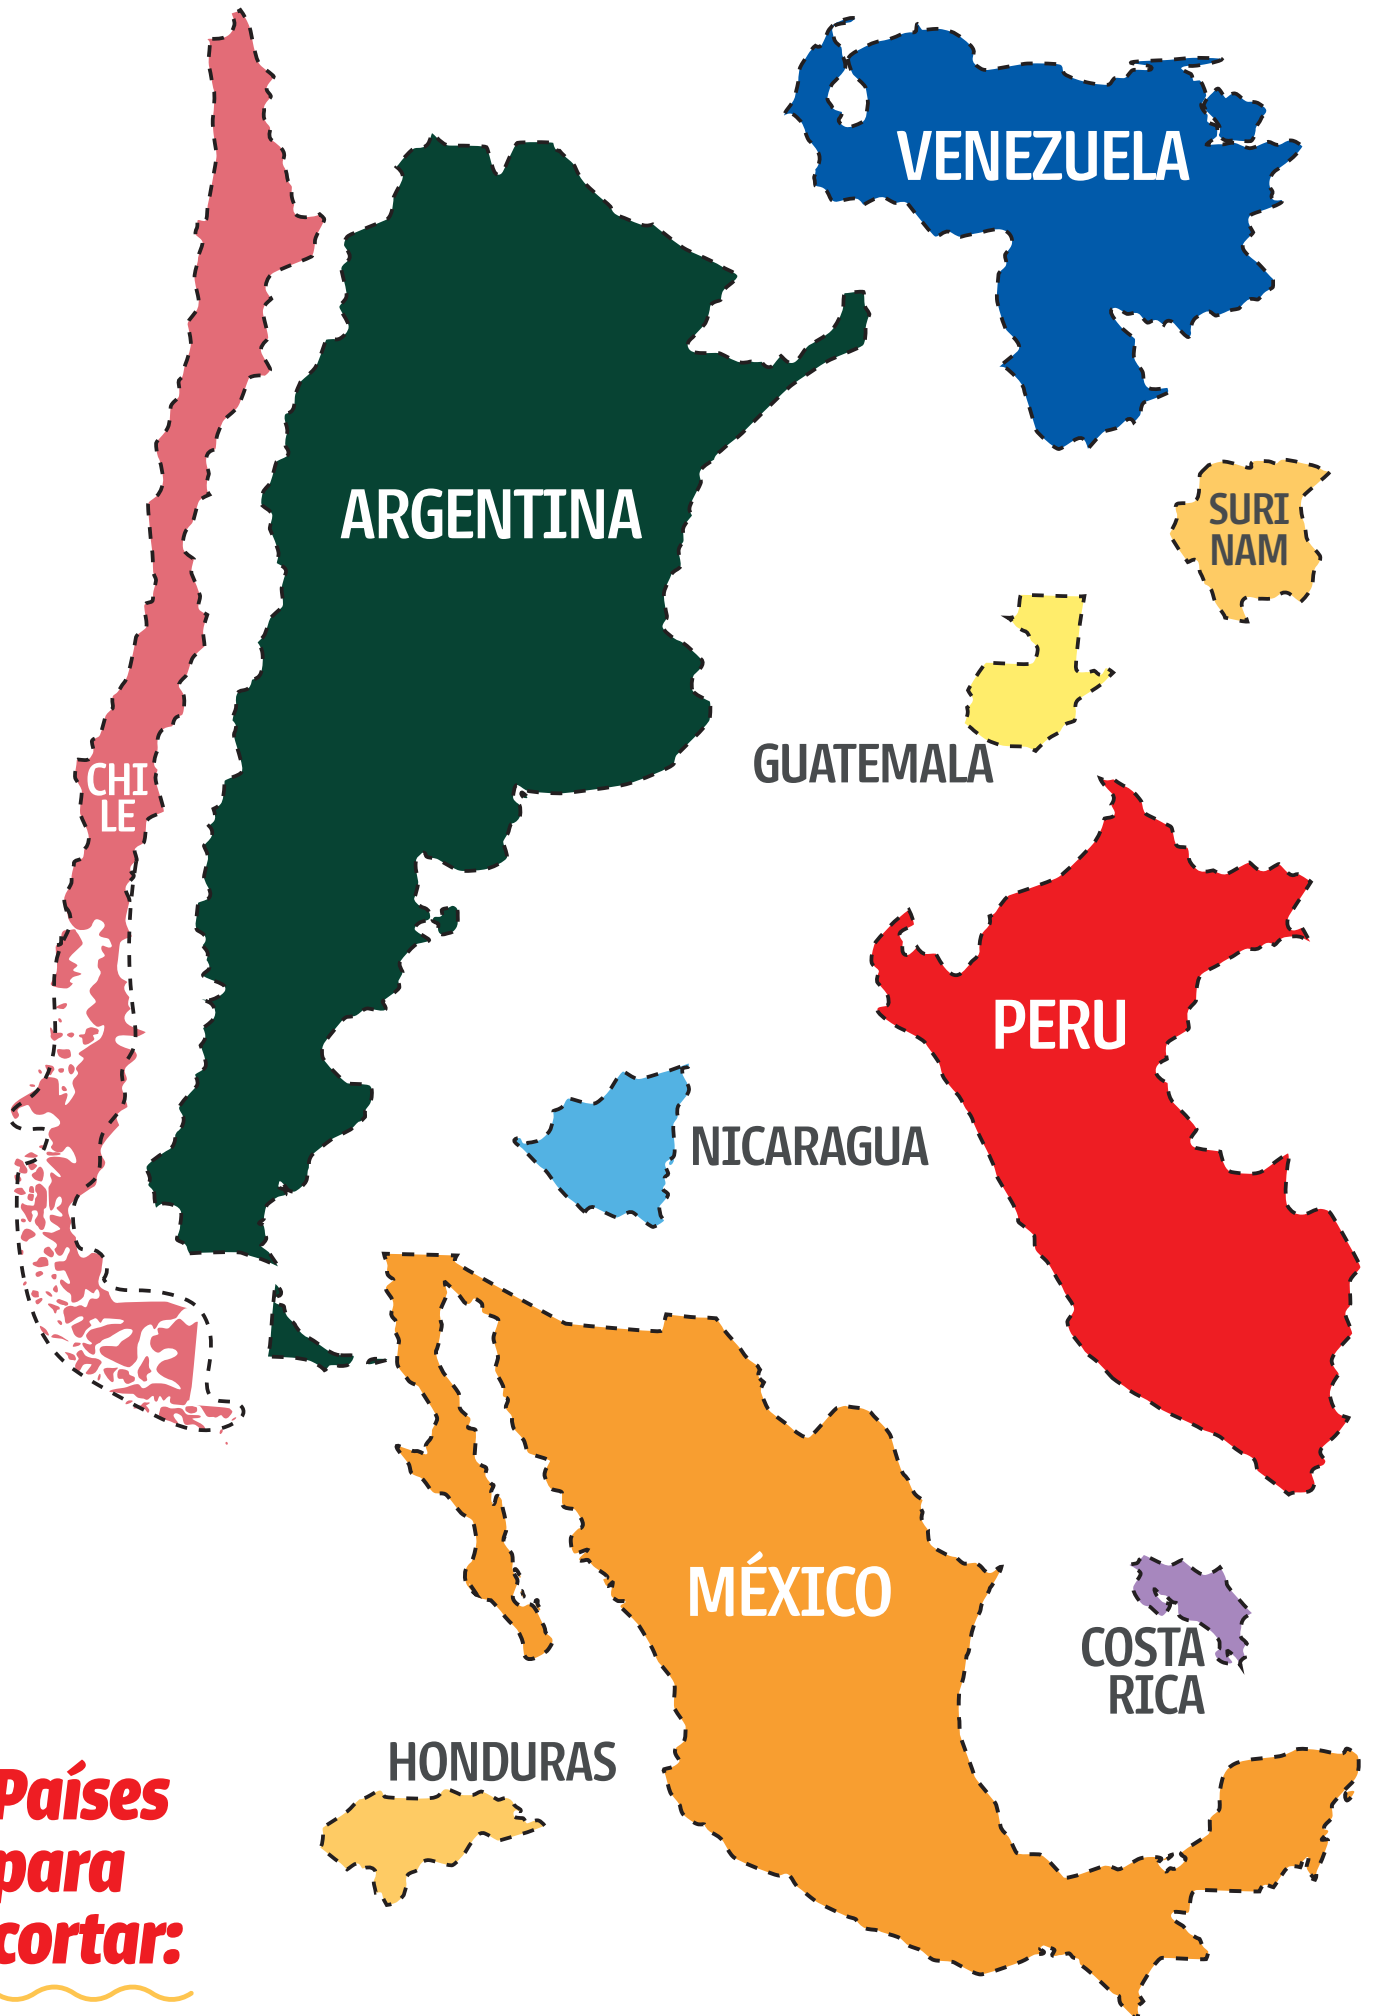 VENEZUELA
ARGENTINA
SURI
NAM
GUATEMALA
CHI
LE
PERU
NICARAGUA
MÉXICO
COSTA
RICA
HONDURAS
Países
para
cortar: